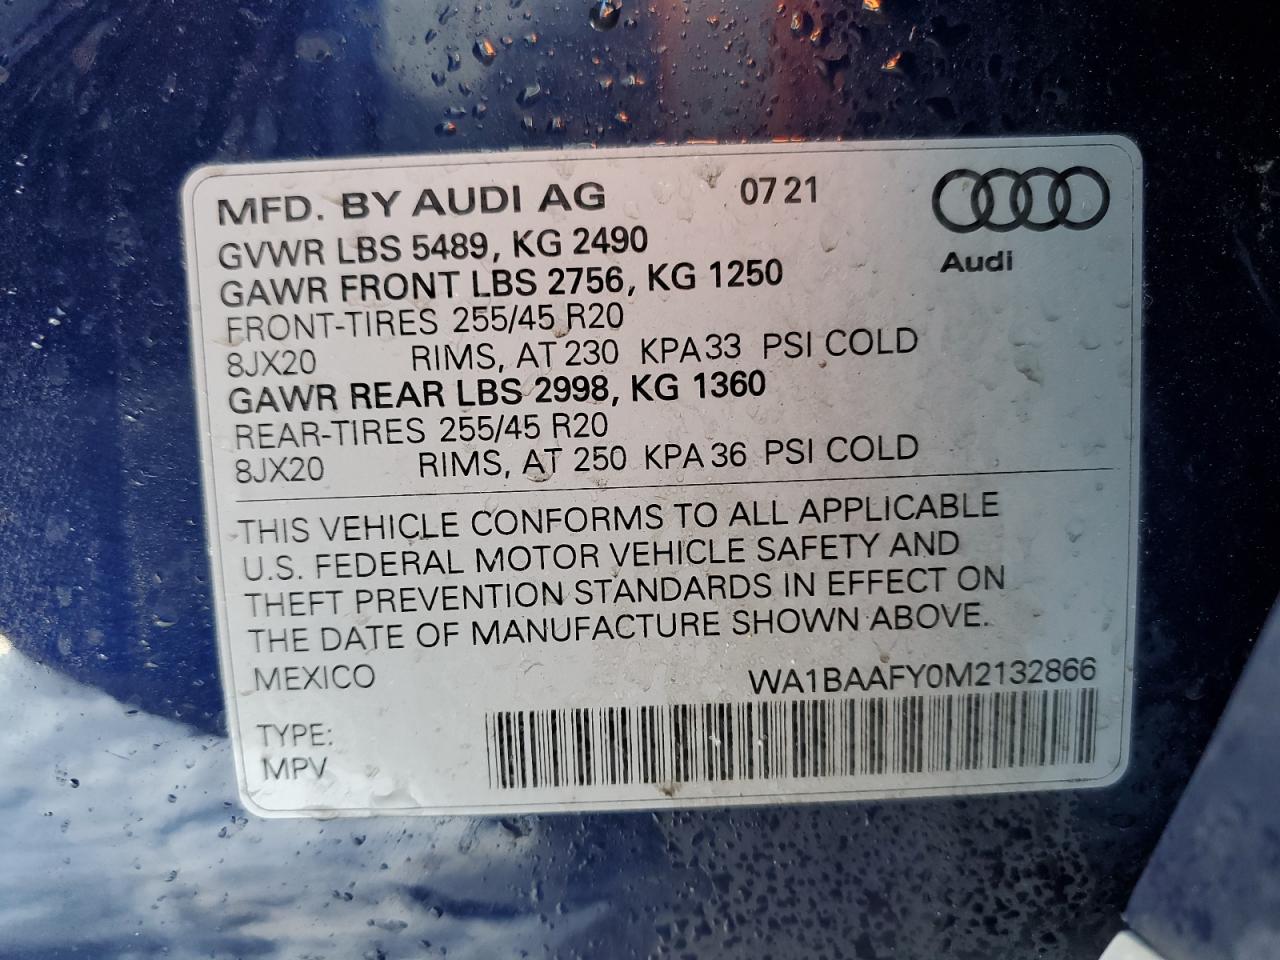 MFD. BY AUDI AG 07 21
Audi
GVWR LBS 5489, KG 2490
GAWR FRONT LBS 2756, KG 1250
FRONT-TIRES 255/45 R20
8JX20 RIMS, AT 230 KPA 33 PSI COLD
GAWR REAR LBS 2998, KG 1360
REAR-TIRES 255/45 R20
8JX20 RIMS, AT 250 KPA 36 PSI COLD
THIS VEHICLE CONFORMS TO ALL APPLICABLE
U.S. FEDERAL MOTOR VEHICLE SAFETY AND
THEFT PREVENTION STANDARDS IN EFFECT ON
THE DATE OF MANUFACTURE SHOWN ABOVE.
MEXICO WA1BAAFY0M2132866
TYPE:
MPV